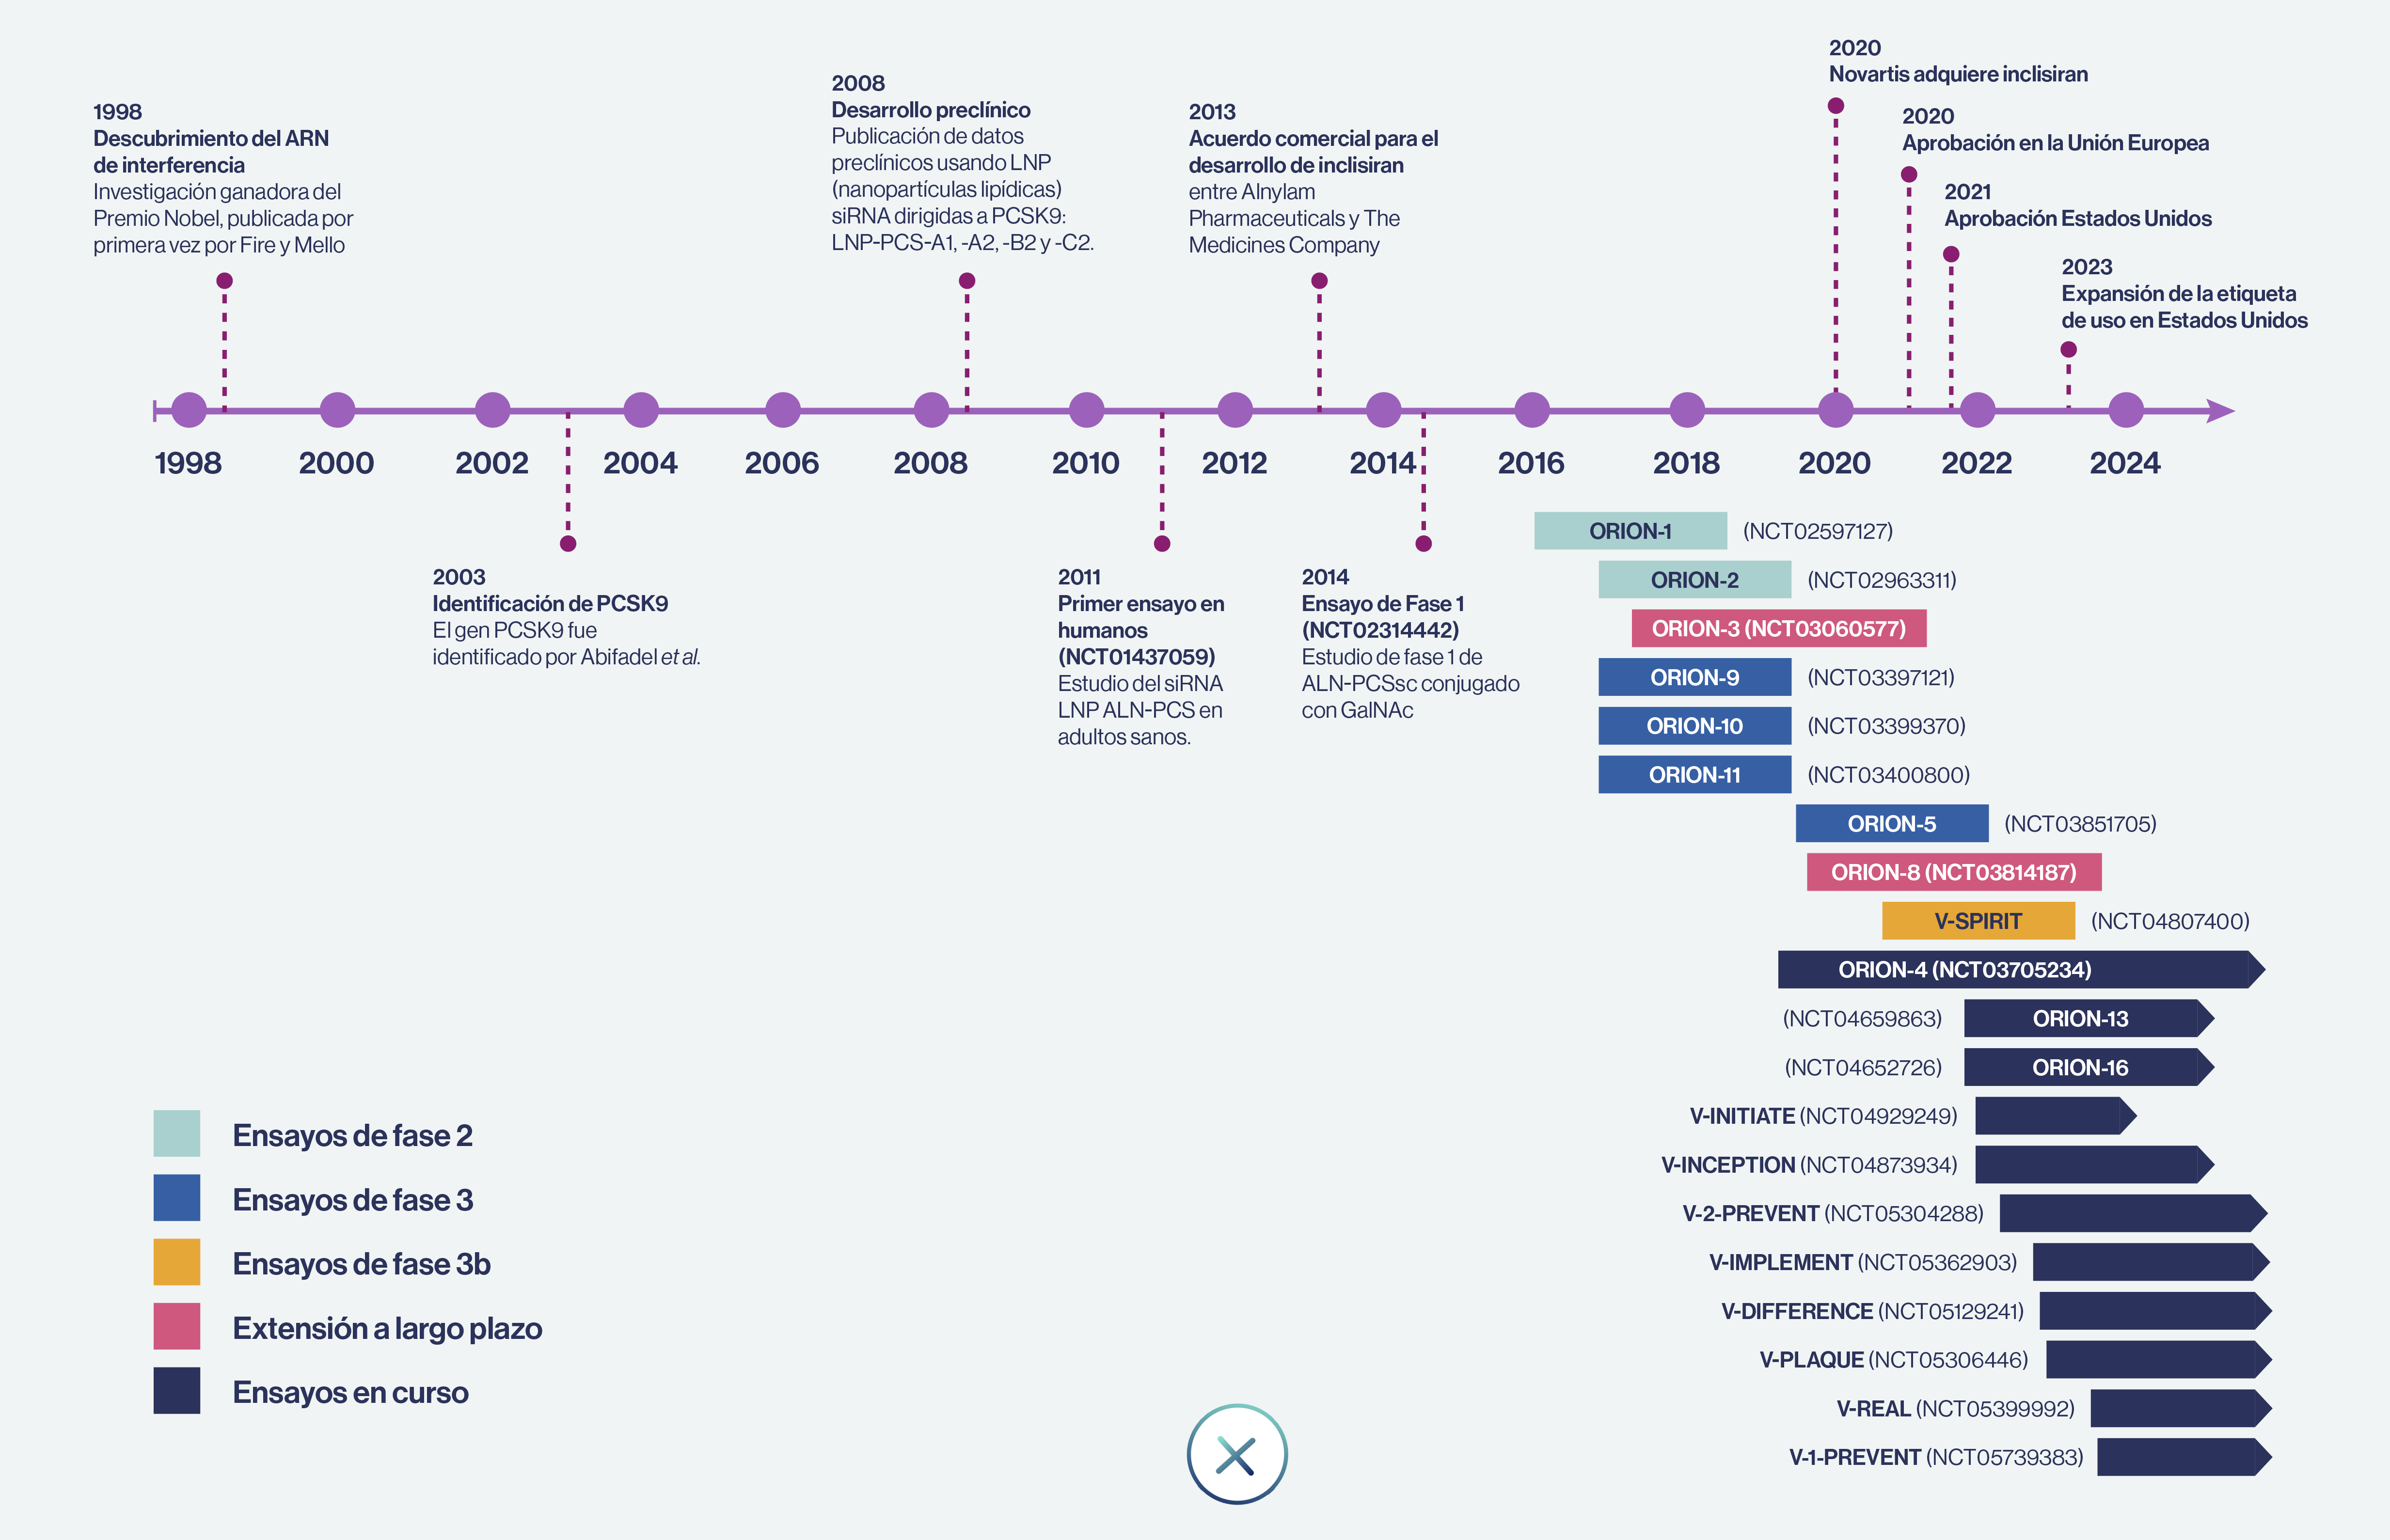 1998
Descubrimiento del ARN
de interferencia
Investigación ganadora del
Premio Nobel, publicada por
primera vez por Fire y Mello
2008
Desarrollo preclínico
Publicación de datos
preclínicos usando LNP
(nanopartículas lipídicas)
siRNA dirigidas a PCSK9:
LNP-PCS-A1, -A2, -B2 y -C2.
2013
Acuerdo comercial para el
desarrollo de inclisiran
entre Alnylam
Pharmaceuticals y The
Medicines Company
2020
Novartis adquiere inclisiran
2020
Aprobación en la Unión Europea
2021
Aprobación Estados Unidos
2023
Expansión de la etiqueta
de uso en Estados Unidos
1998 2000 2002 2004 2006 2008 2010 2012 2014 2016 2018 2020 2022 2024
2003
Identificación de PCSK9
El gen PCSK9 fue
identificado por Abifadel et al.
2011
Primer ensayo en
humanos
(NCT01437059)
Estudio del siRNA
LNP ALN-PCS en
adultos sanos.
2014
Ensayo de Fase 1
(NCT02314442)
Estudio de fase 1 de
ALN-PCSsc conjugado
con GalNAc
ORION-1 (NCT02597127)
ORION-2 (NCT02963311)
ORION-3 (NCT03060577)
ORION-9 (NCT03397121)
ORION-10 (NCT03399370)
ORION-11 (NCT03400800)
ORION-5 (NCT03851705)
ORION-8 (NCT03814187)
V-SPIRIT (NCT04807400)
ORION-4 (NCT03705234)
(NCT04659863) ORION-13
(NCT04652726) ORION-16
V-INITIATE (NCT04929249)
V-INCEPTION (NCT04873934)
V-2-PREVENT (NCT05304288)
V-IMPLEMENT (NCT05362903)
V-DIFFERENCE (NCT05129241)
V-PLAQUE (NCT05306446)
V-REAL (NCT05399992)
V-1-PREVENT (NCT05739383)
Ensayos de fase 2
Ensayos de fase 3
Ensayos de fase 3b
Extensión a largo plazo
Ensayos en curso